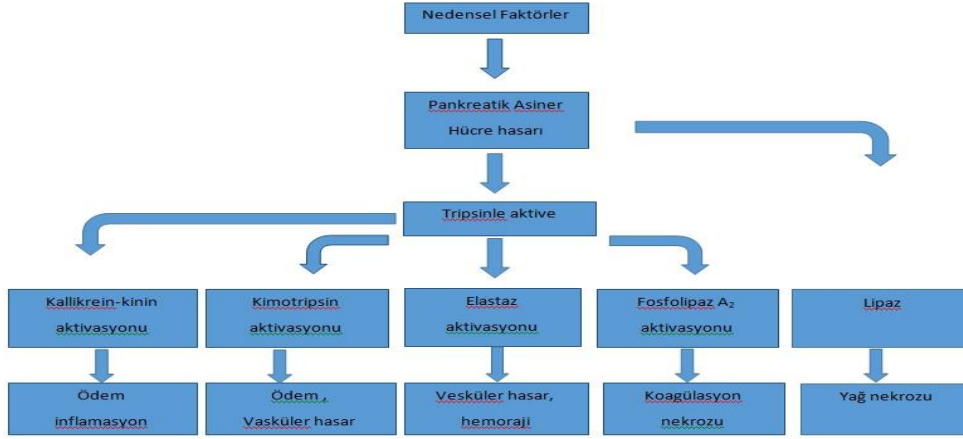 Nedensel Faktörler
Pankreatik Asiner
Hücre hasarı
Tripsinle aktive
Kallikrein-kinin
aktivasyonu
Kimotripsin
aktivasyonu
Elastaz
aktivasyonu
Fosfolipaz A₂
aktivasyonu
Lipaz
Ödem
inflamasyon
Ödem ,
Vasküler hasar
Vesküler hasar,
hemoraji
Koagülasyon
nekrozu
Yağ nekrozu